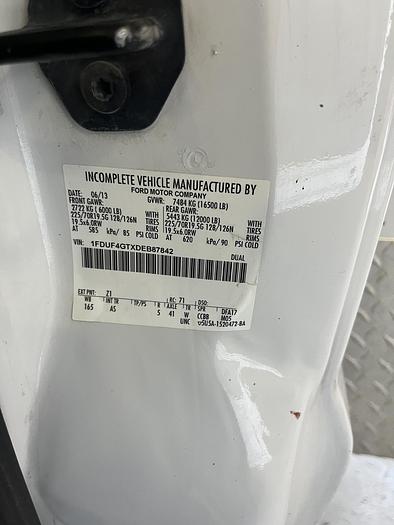 INCOMPLETE VEHICLE MANUFACTURED BY
FORD MOTOR COMPANY
DATE: 06/13 GVWR: 7484 KG (16500 LB)
FRONT GAWR: REAR GAWR:
2722 KG (6000 LB) WITH 5443 KG (12000 LB) WITH
225/70R19.5G 128/126N TIRES 225/70R19.5G 128/126N TIRES
19.5x6.0RW RIMS 19.5x6.0RW RIMS
AT 585 kPa/ 85 PSI COLD AT 620 kPa/ 90 PSI COLD
VIN: 1FDUF4GTXDEB87842 DUAL
EXT PNT: Z1 RC: 71 DSO:
WB INT TR TP/PS R AXLE TR SPR DFA17
165 AS 5 41 W CCBB M05
UNC